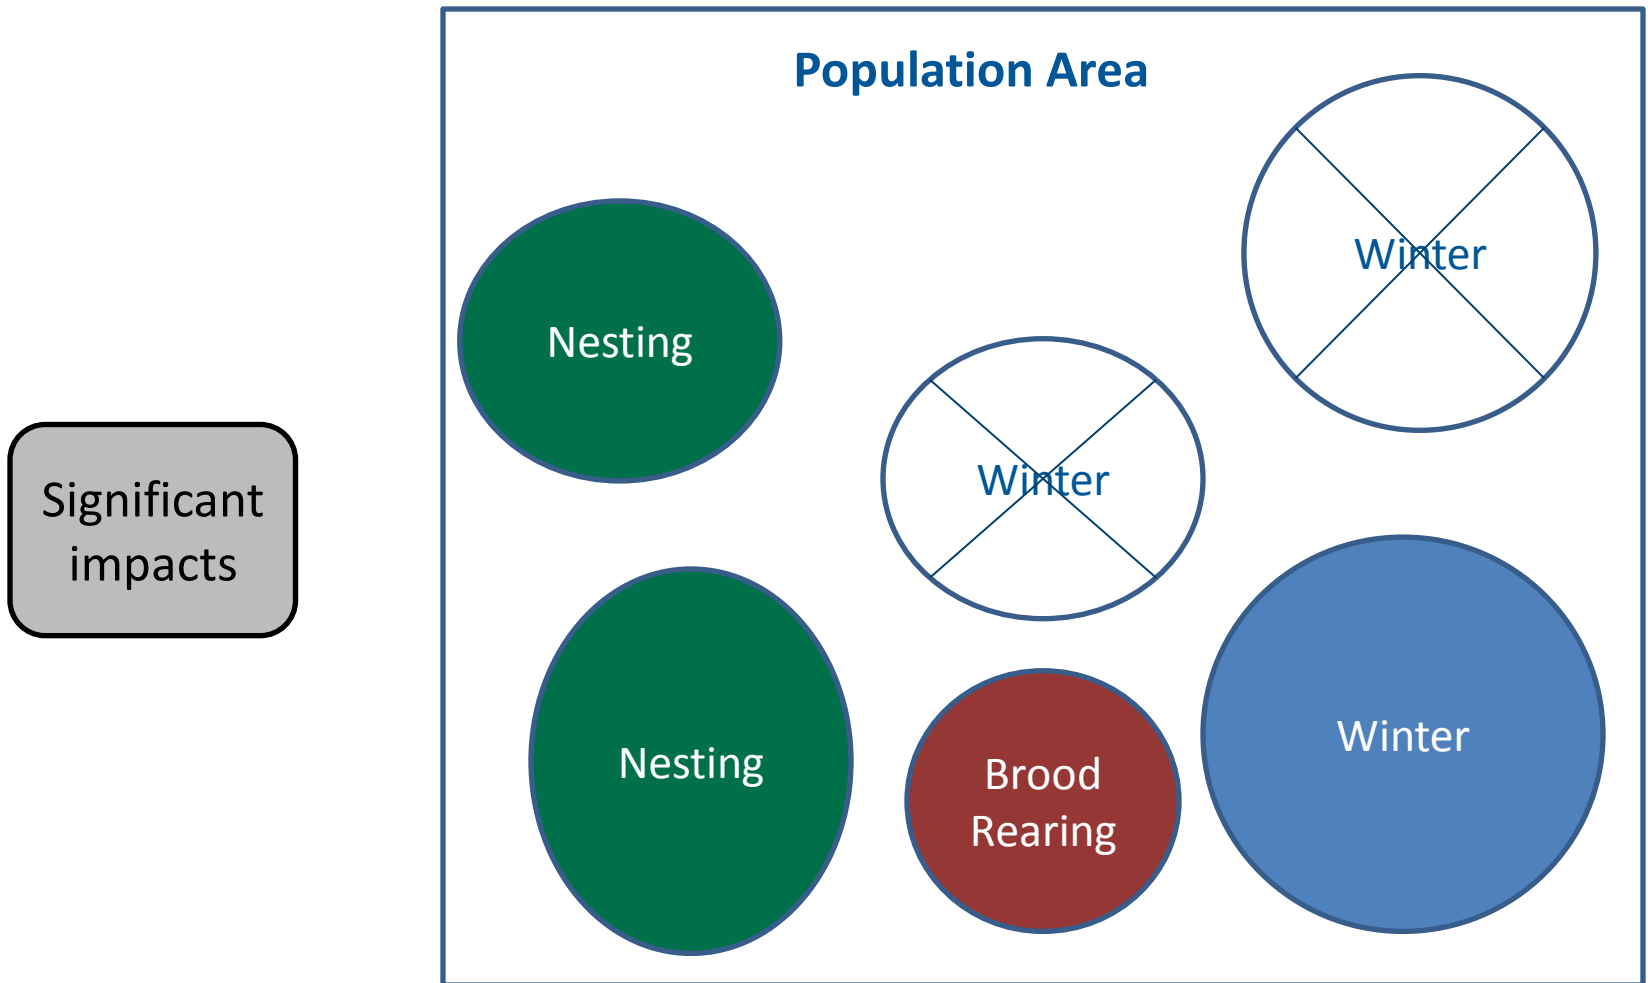 Population Area
Winter
Nesting
Winter
Significant
impacts
Nesting
Brood
Rearing
Winter